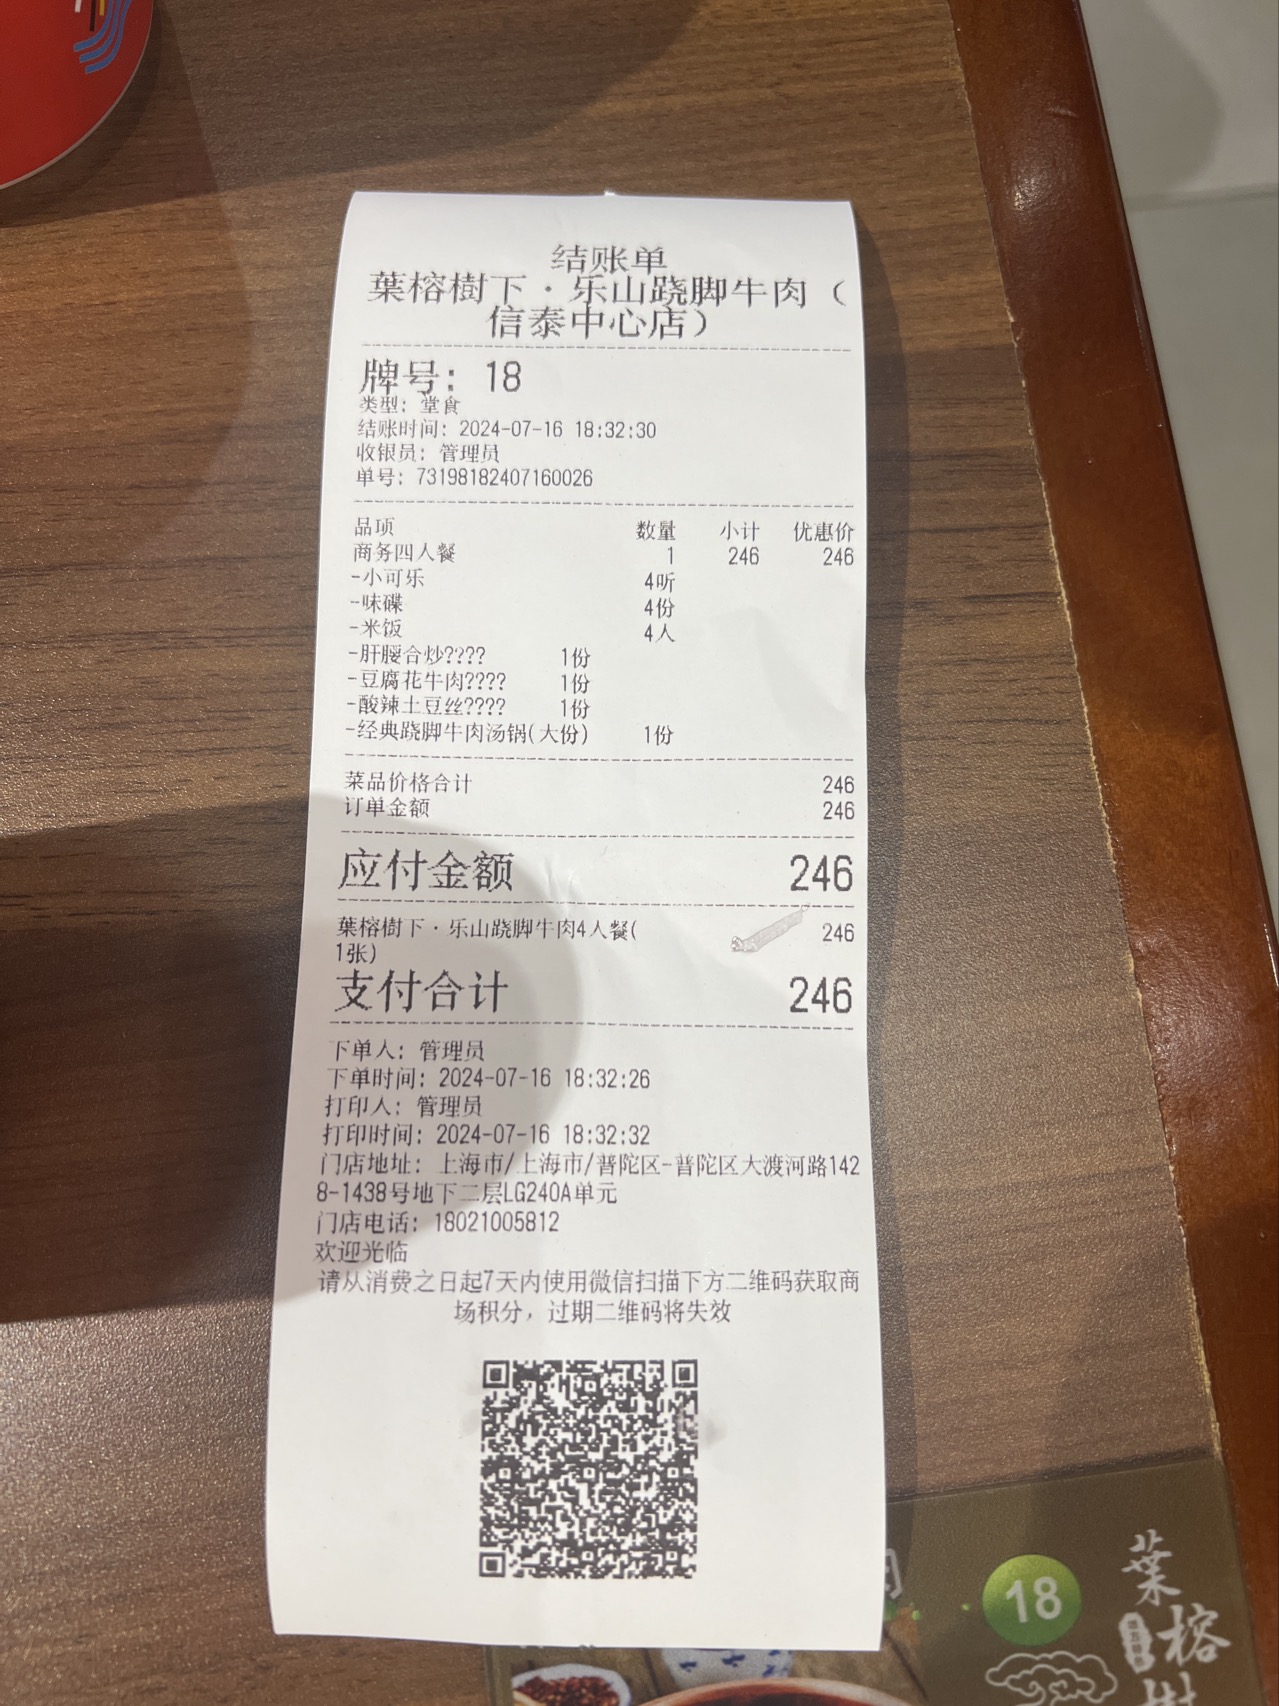 结账单
葉榕樹下·乐山跷脚牛肉（
信泰中心店）
牌号: 18
类型: 堂食
结账时间: 2024-07-16 18:32:30
收银员: 管理员
单号: 73198182407160026
品项 数量 小计 优惠价
商务四人餐 1 246 246
-小可乐 4听
-味碟 4份
-米饭 4人
-肝腰合炒???? 1份
-豆腐花牛肉???? 1份
-酸辣土豆丝???? 1份
-经典跷脚牛肉汤锅(大份) 1份
菜品价格合计 246
订单金额 246
应付金额 246
葉榕樹下·乐山跷脚牛肉4人餐( 246
1张)
支付合计 246
下单人: 管理员
下单时间: 2024-07-16 18:32:26
打印人: 管理员
打印时间: 2024-07-16 18:32:32
门店地址: 上海市/上海市/普陀区-普陀区大渡河路142
8-1438号地下二层LG240A单元
门店电话: 18021005812
欢迎光临
请从消费之日起7天内使用微信扫描下方二维码获取商
场积分，过期二维码将失效
18
葉
榕